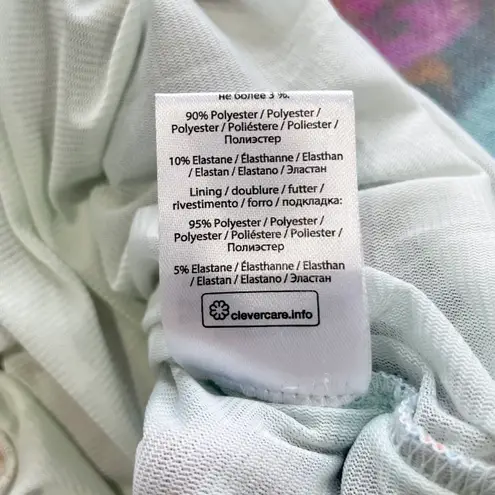 не более 3 %.
90% Polyester / Polyester /
Polyester / Poliéstere / Poliester /
Полиэстер
10% Elastane / Élasthanne / Elasthan
/ Elastan / Elastano / Эластан
Lining / doublure / futter /
rivestimento / forro / подкладка:
95% Polyester / Polyester /
Polyester / Poliéstere / Poliester /
Полиэстер
5% Elastane / Élasthanne / Elasthan
/ Elastan / Elastano / Эластан
clevercare.info